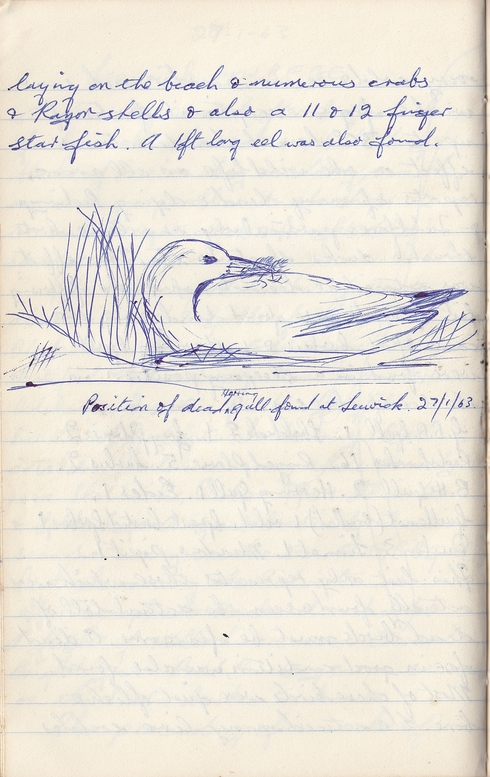 laying on the beach & numerous crabs
& Razor shells & also a 11 & 12 finger
star fish. A 1ft long eel was also found.
Herring
Position of dead gull found at Sewick. 27/1/63